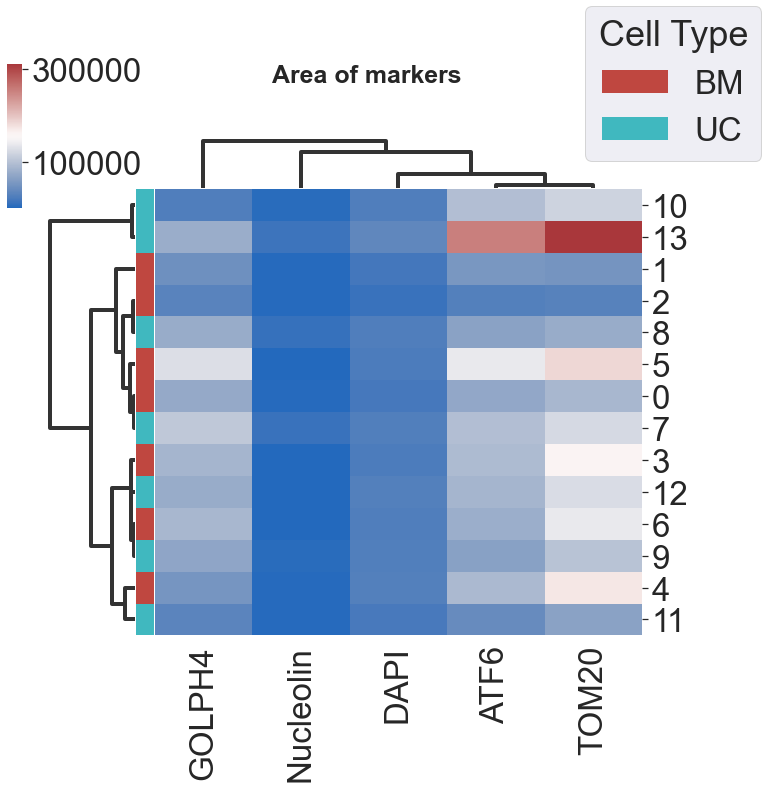 Cell Type
BM
UC
Area of markers
300000
100000
10
13
1
2
8
5
0
7
3
12
6
9
4
11
GOLPH4
Nucleolin
DAPI
ATF6
TOM20